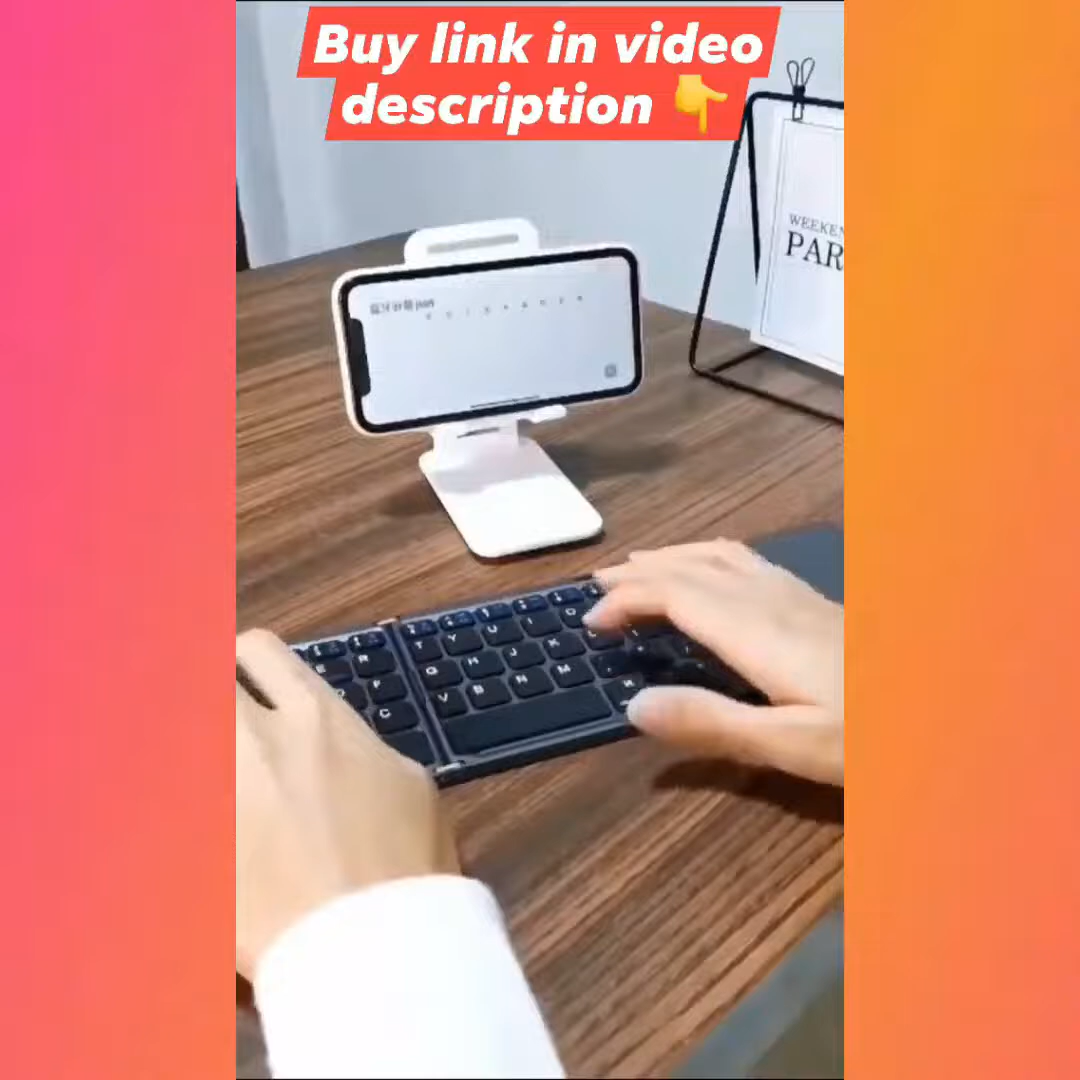 Buy link in video
description 👇
WEEKEN
PAR
E R T Y U I O
D F G H J K L
C V B N M